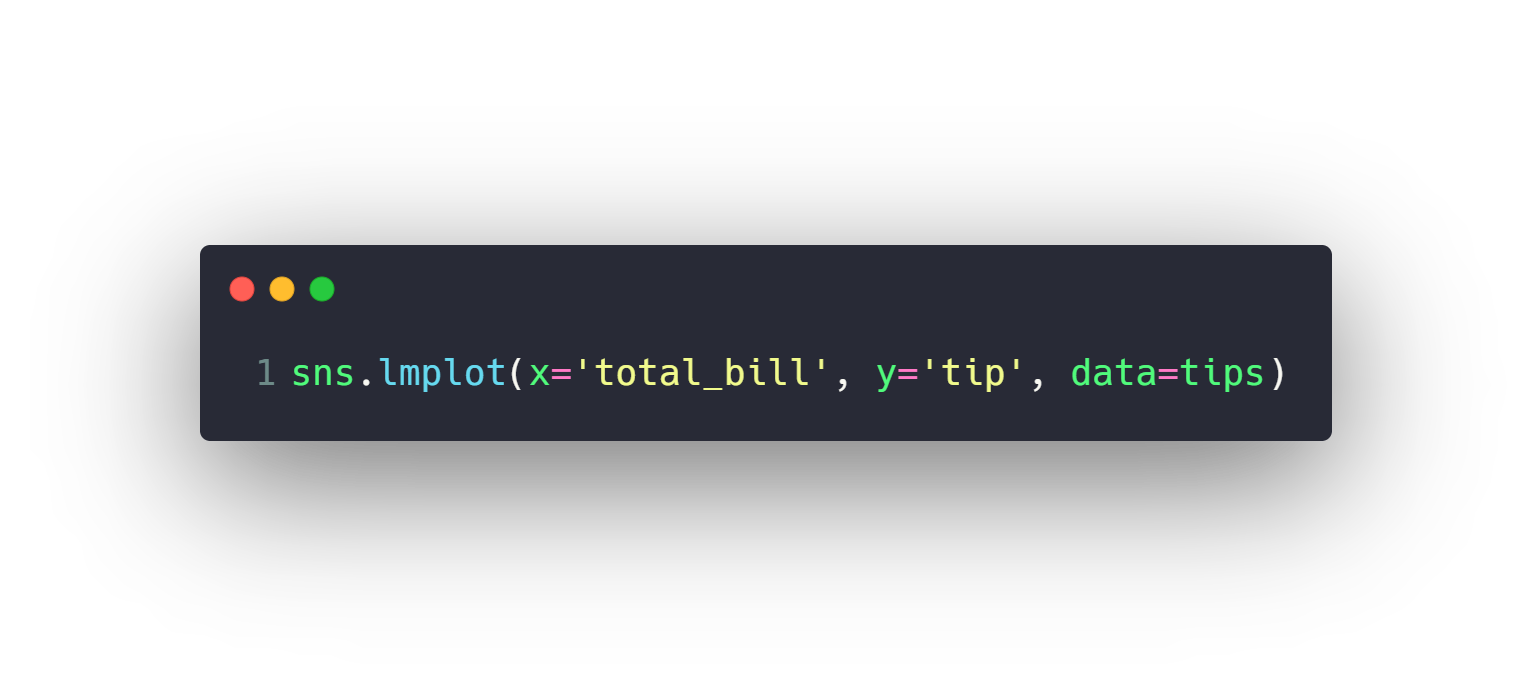 1 sns.lmplot(x='total_bill', y='tip', data=tips)